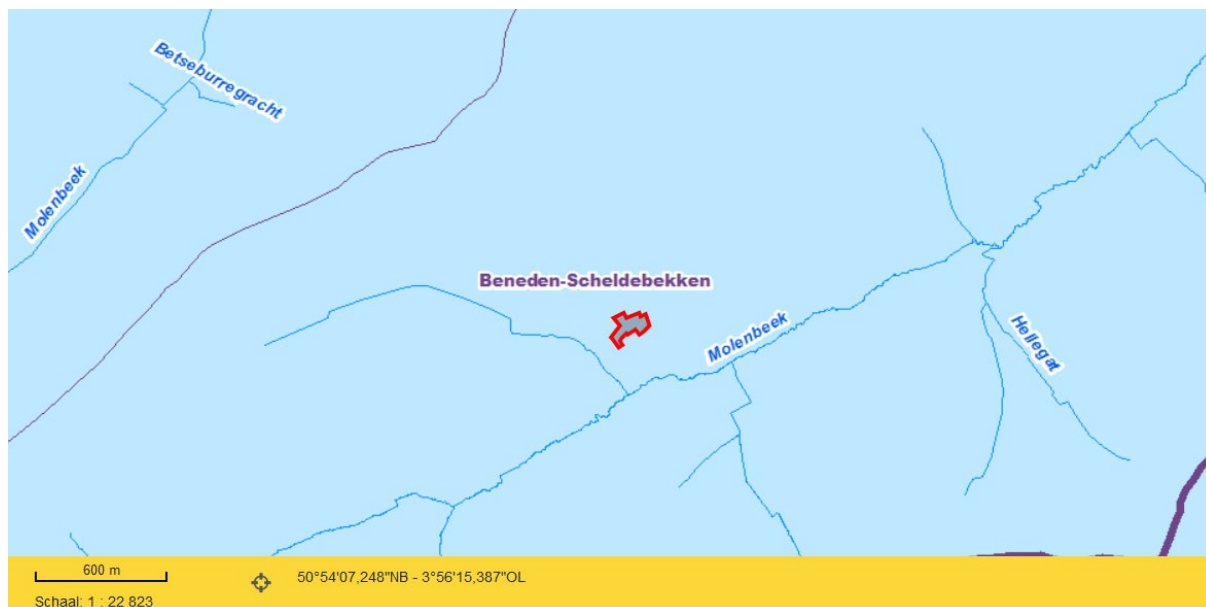 Betseburregracht
Molenbeek
Beneden-Scheldebekken
Molenbeek
Hellegat
600 m
50°54'07,248"NB - 3°56'15,387"OL
Schaal: 1 : 22 823